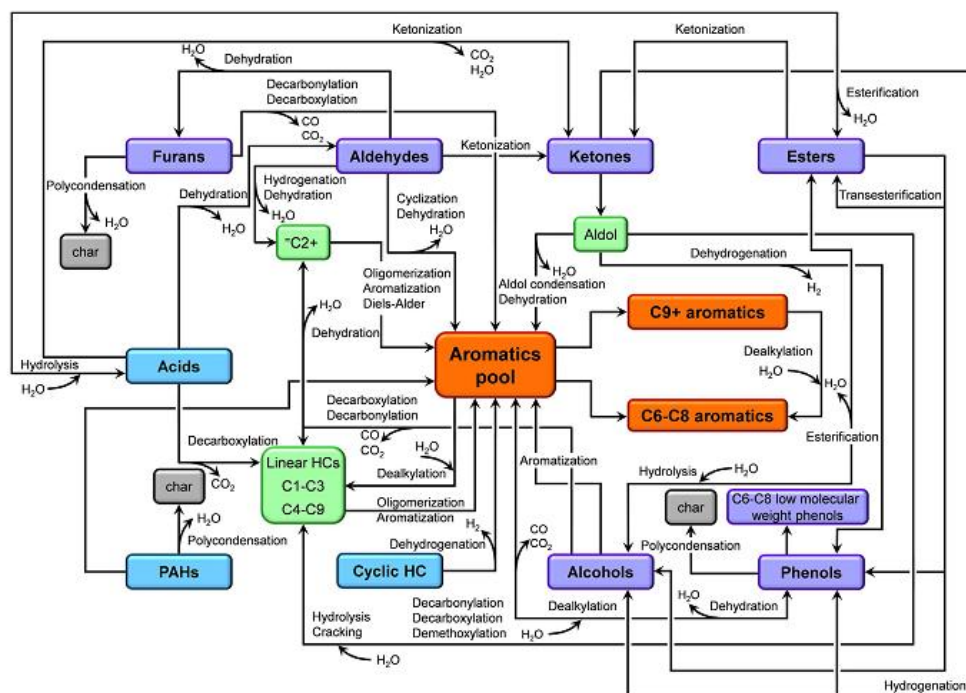 Ketonization
Ketonization
H₂O
Dehydration
CO₂
H₂O
Decarbonylation
Decarboxylation
Esterification
H₂O
CO
CO₂
Furans
Aldehydes
Ketonization
Ketones
Esters
Polycondensation
H₂O
Dehydration
H₂O
Hydrogenation
Dehydration
H₂O
Cyclization
Dehydration
H₂O
Transesterification
char
"C2+
Aldol
Dehydrogenation
H₂
Oligomerization
Aromatization
Diels-Alder
H₂O
Aldol condensation
Dehydration
H₂O
Dehydration
C9+ aromatics
Aromatics
pool
Dealkylation
H₂O
H₂O
Acids
Hydrolysis
H₂O
C6-C8 aromatics
Decarboxylation
Decarbonylation
CO
CO₂
H₂O
Esterification
Decarboxylation
CO₂
Linear HCs
C1-C3
C4-C9
Dealkylation
Aromatization
Hydrolysis
H₂O
char
H₂O
Polycondensation
Oligomerization
Aromatization
H₂
Dehydrogenation
CO
CO₂
char
C6-C8 low molecular
weight phenols
Polycondensation
PAHs
Cyclic HC
Alcohols
Phenols
Hydrolysis
Cracking
H₂O
Decarbonylation
Decarboxylation
Demethoxylation
H₂O
Dealkylation
H₂O
Dehydration
Hydrogenation